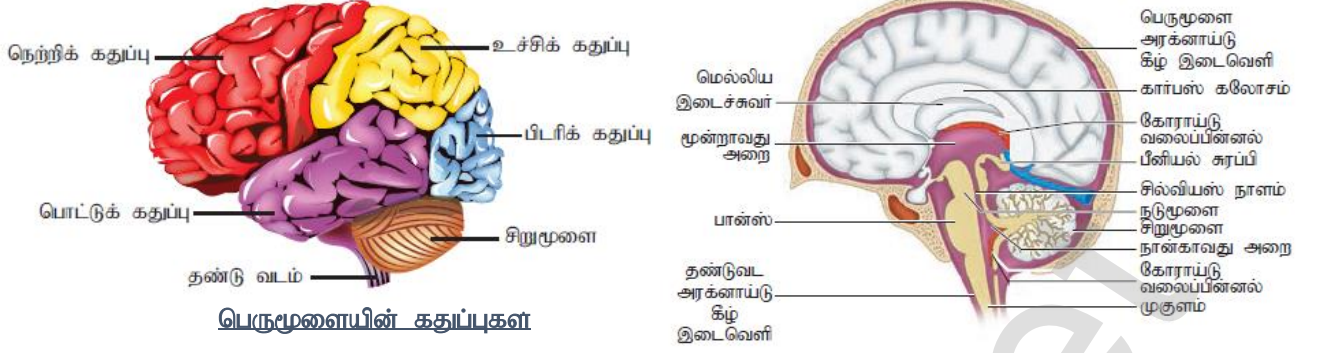 நெற்றிக் கதுப்பு
உச்சிக் கதுப்பு
பிடரிக் கதுப்பு
பொட்டுக் கதுப்பு
சிறுமூளை
தண்டு வடம்
பெருமூளையின் கதுப்புகள
மெல்லிய
இடைச்சுவர்
மூன்றாவது
அறை
பான்ஸ்
தண்டுவட
அரக்னாய்டு
கீழ்
இடைவெளி
பெருமூளை
அரக்னாய்டு
கீழ் இடைவெளி
கார்பஸ் கலோசம்
கோராய்டு
வலைப்பின்னல்
பீனியல் சுரப்பி
சில்வியஸ் நாளம்
நடுமூளை
சிறுமூளை
நான்காவது அறை
கோராய்டு
வலைப்பின்னல்
முகுளம்